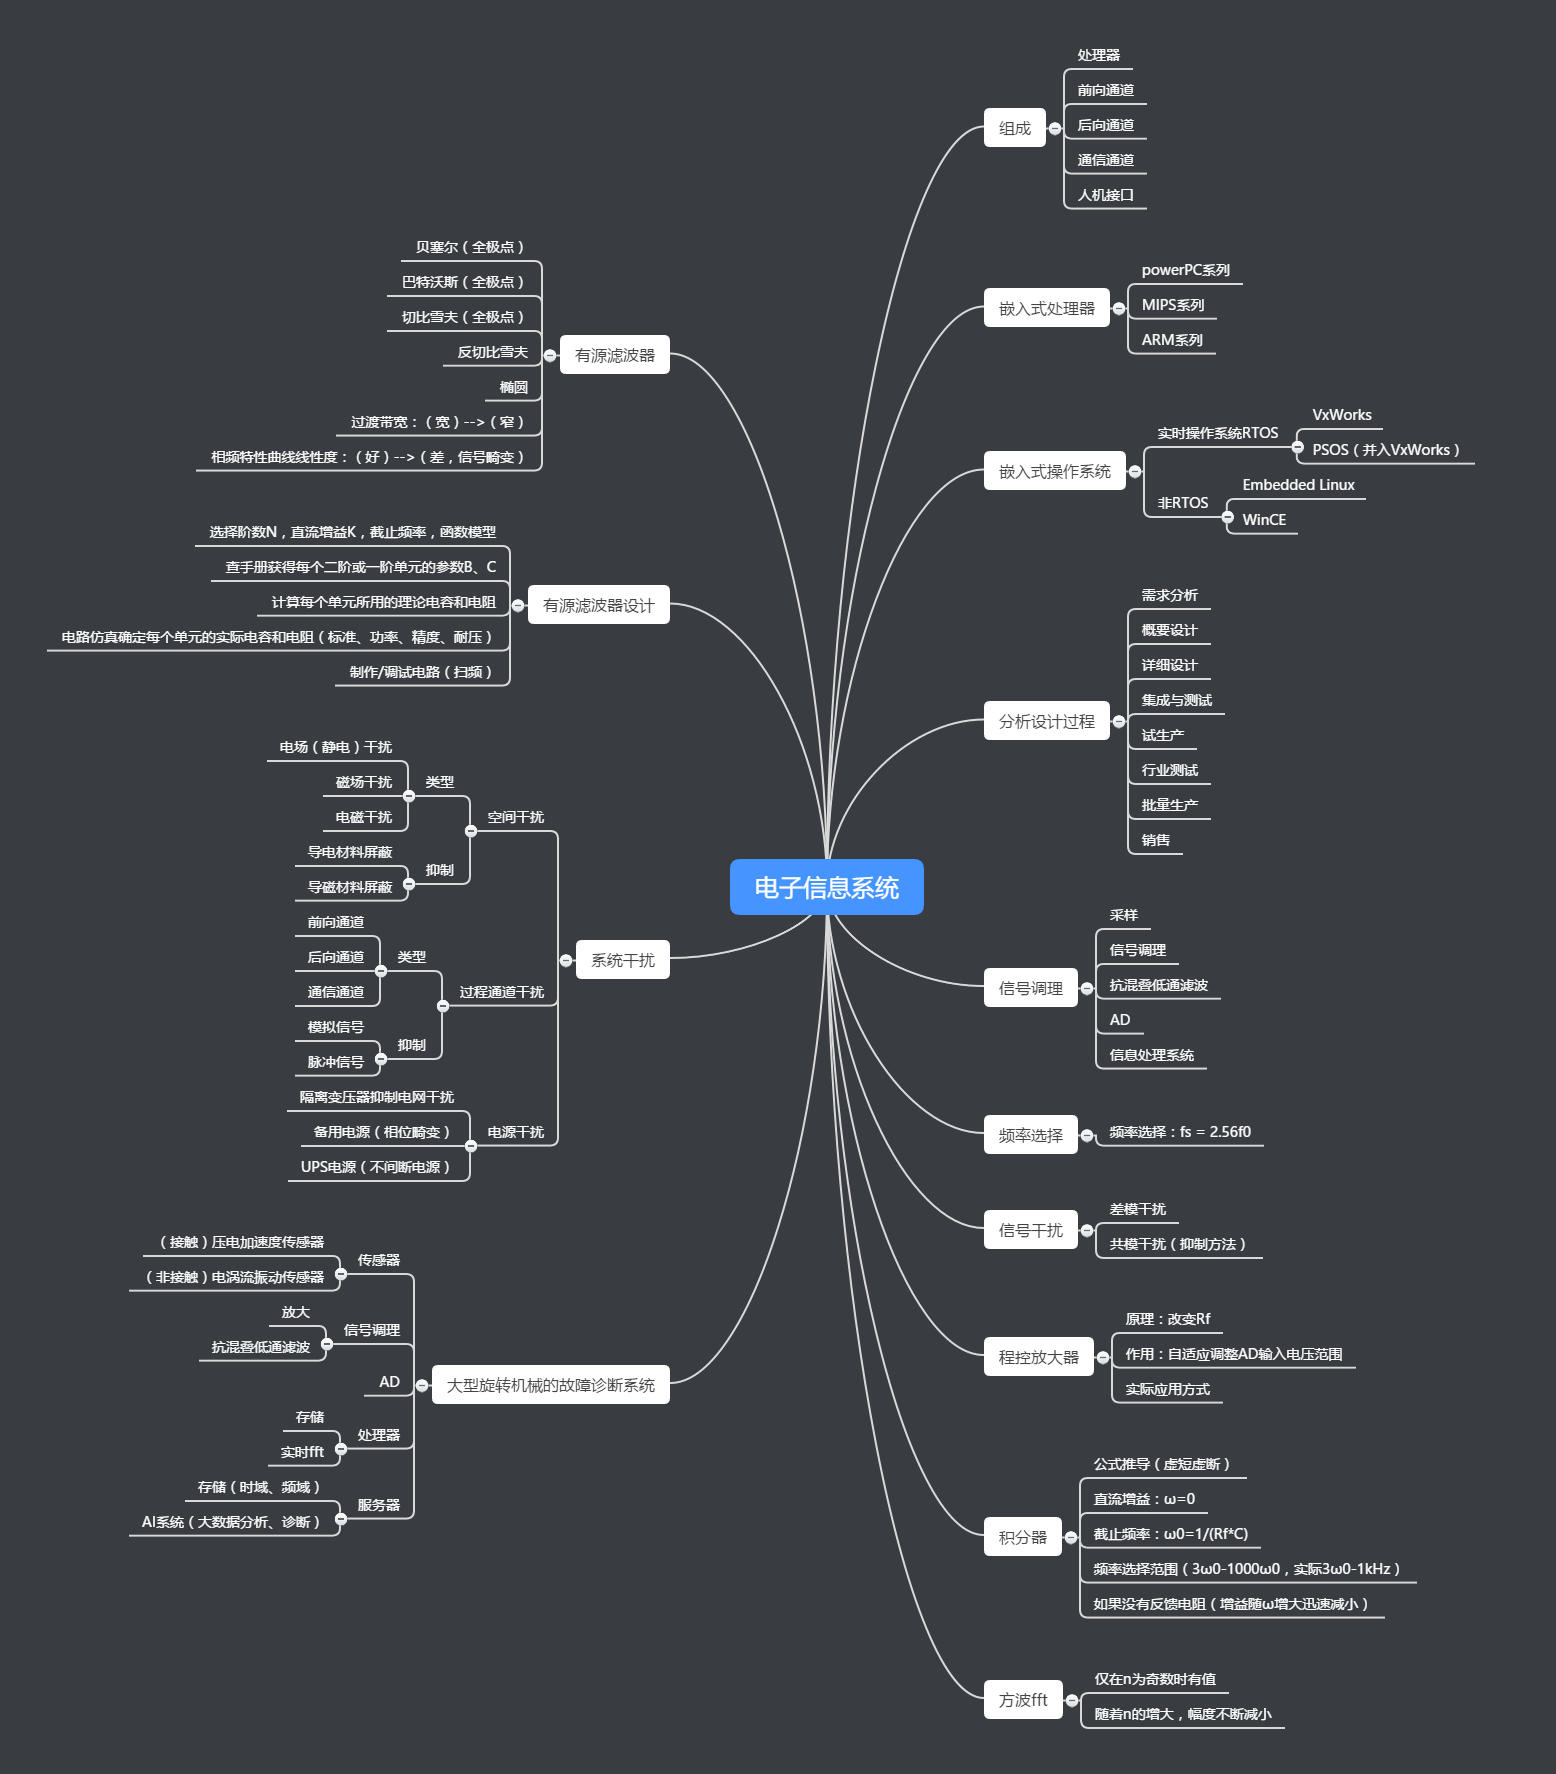 电子信息系统
组成
处理器
前向通道
后向通道
通信通道
人机接口
嵌入式处理器
powerPC系列
MIPS系列
ARM系列
嵌入式操作系统
实时操作系统RTOS
VxWorks
PSOS（并入VxWorks）
非RTOS
Embedded Linux
WinCE
分析设计过程
需求分析
概要设计
详细设计
集成与测试
试生产
行业测试
批量生产
销售
信号调理
采样
信号调理
抗混叠低通滤波
AD
信息处理系统
频率选择
频率选择：fs = 2.56f0
信号干扰
差模干扰
共模干扰（抑制方法）
程控放大器
原理：改变Rf
作用：自适应调整AD输入电压范围
实际应用方式
积分器
公式推导（虚短虚断）
直流增益：ω=0
截止频率：ω0=1/(Rf*C)
频率选择范围（3ω0-1000ω0，实际3ω0-1kHz）
如果没有反馈电阻（增益随ω增大迅速减小）
方波fft
仅在n为奇数时有值
随着n的增大，幅度不断减小
有源滤波器
贝塞尔（全极点）
巴特沃斯（全极点）
切比雪夫（全极点）
反切比雪夫
椭圆
过渡带宽：（宽）-->（窄）
相频特性曲线线性度：（好）-->（差，信号畸变）
有源滤波器设计
选择阶数N，直流增益K，截止频率，函数模型
查手册获得每个二阶或一阶单元的参数B、C
计算每个单元所用的理论电容和电阻
电路仿真确定每个单元的实际电容和电阻（标准、功率、精度、耐压）
制作/调试电路（扫频）
系统干扰
空间干扰
类型
电场（静电）干扰
磁场干扰
电磁干扰
抑制
导电材料屏蔽
导磁材料屏蔽
过程通道干扰
类型
前向通道
后向通道
通信通道
抑制
模拟信号
脉冲信号
电源干扰
隔离变压器抑制电网干扰
备用电源（相位畸变）
UPS电源（不间断电源）
大型旋转机械的故障诊断系统
传感器
（接触）压电加速度传感器
（非接触）电涡流振动传感器
信号调理
放大
抗混叠低通滤波
AD
处理器
存储
实时fft
服务器
存储（时域、频域）
AI系统（大数据分析、诊断）